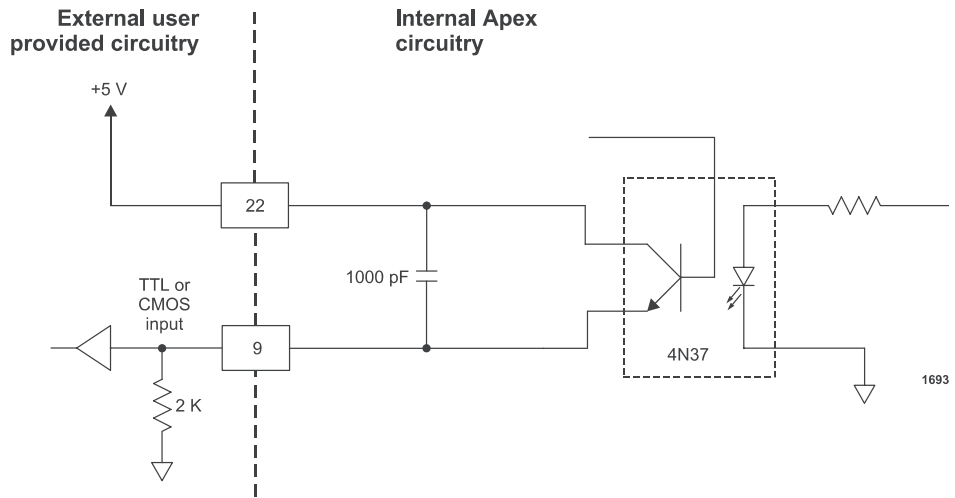 External user
provided circuitry
Internal Apex
circuitry
+5 V
22
1000 pF
TTL or
CMOS
input
9
2 K
4N37
1693